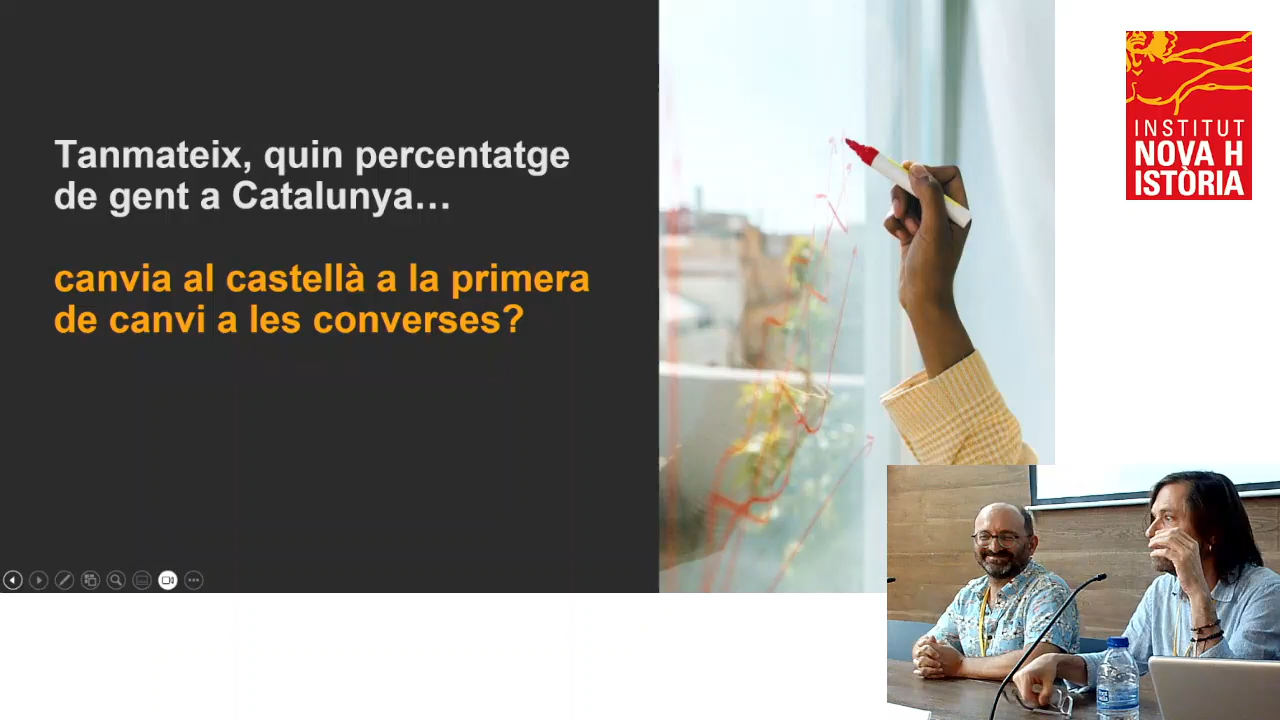 Tanmateix, quin percentatge
de gent a Catalunya…
canvia al castellà a la primera
de canvi a les converses?
INSTITUT
NOVA H
ISTÒRIA